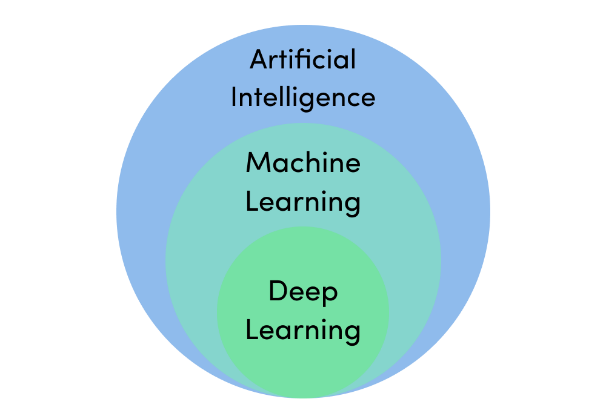 Artificial
Intelligence
Machine
Learning
Deep
Learning